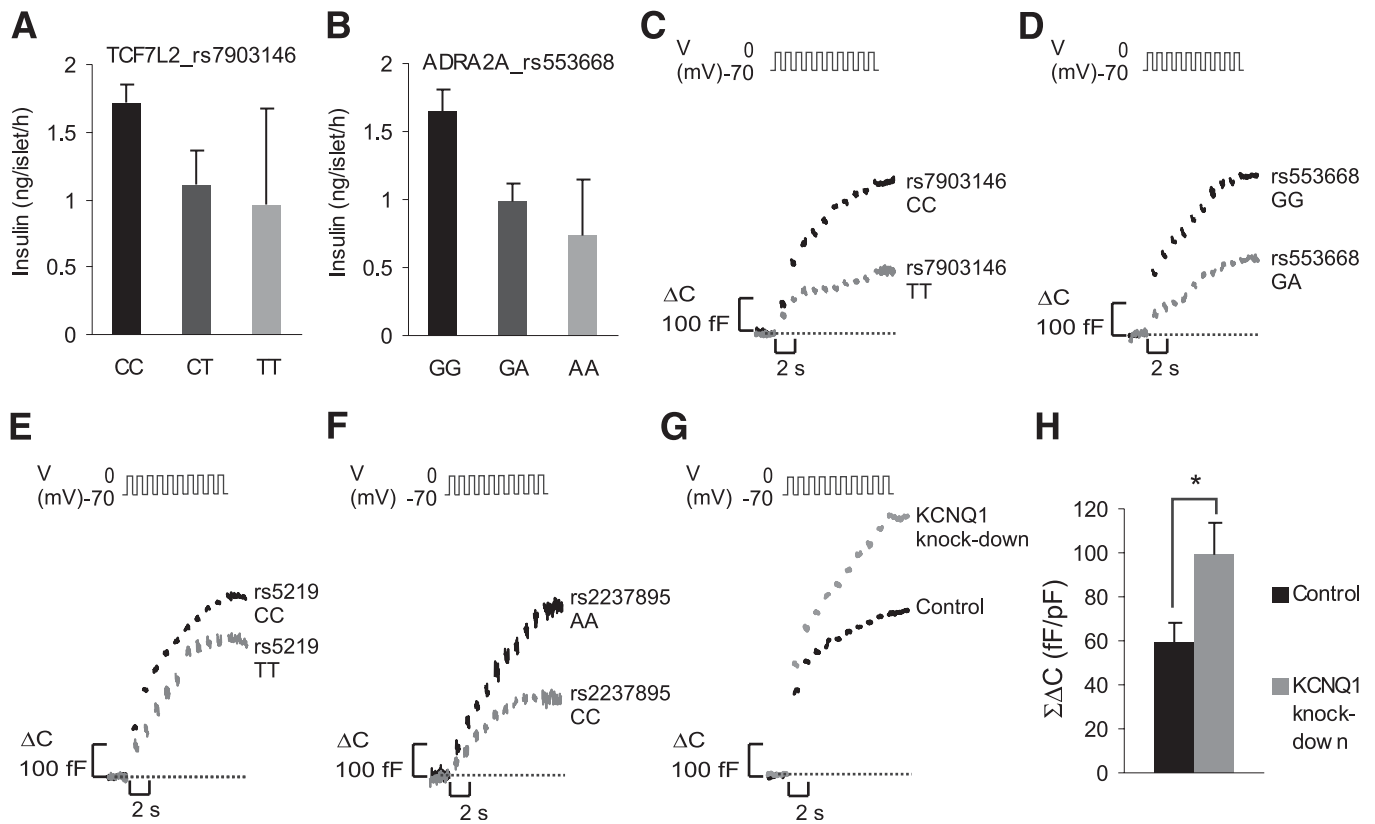 A
TCF7L2_rs7903146
Insulin (ng/islet/h)
2
1.5
1
0.5
0
CC CT TT
B
ADRA2A_rs553668
Insulin (ng/islet/h)
2
1.5
1
0.5
0
GG GA AA
C
V 0
(mV)-70
rs7903146
CC
rs7903146
TT
ΔC
100 fF
2 s
D
V 0
(mV)-70
rs553668
GG
rs553668
GA
ΔC
100 fF
2 s
E
V 0
(mV)-70
rs5219
CC
rs5219
TT
ΔC
100 fF
2 s
F
V 0
(mV) -70
rs2237895
AA
rs2237895
CC
ΔC
100 fF
2 s
G
V 0
(mV) -70
KCNQ1
knock-down
Control
ΔC
100 fF
2 s
H
*
ΣΔC (fF/pF)
120
100
80
60
40
20
0
Control
KCNQ1
knock-
dow n